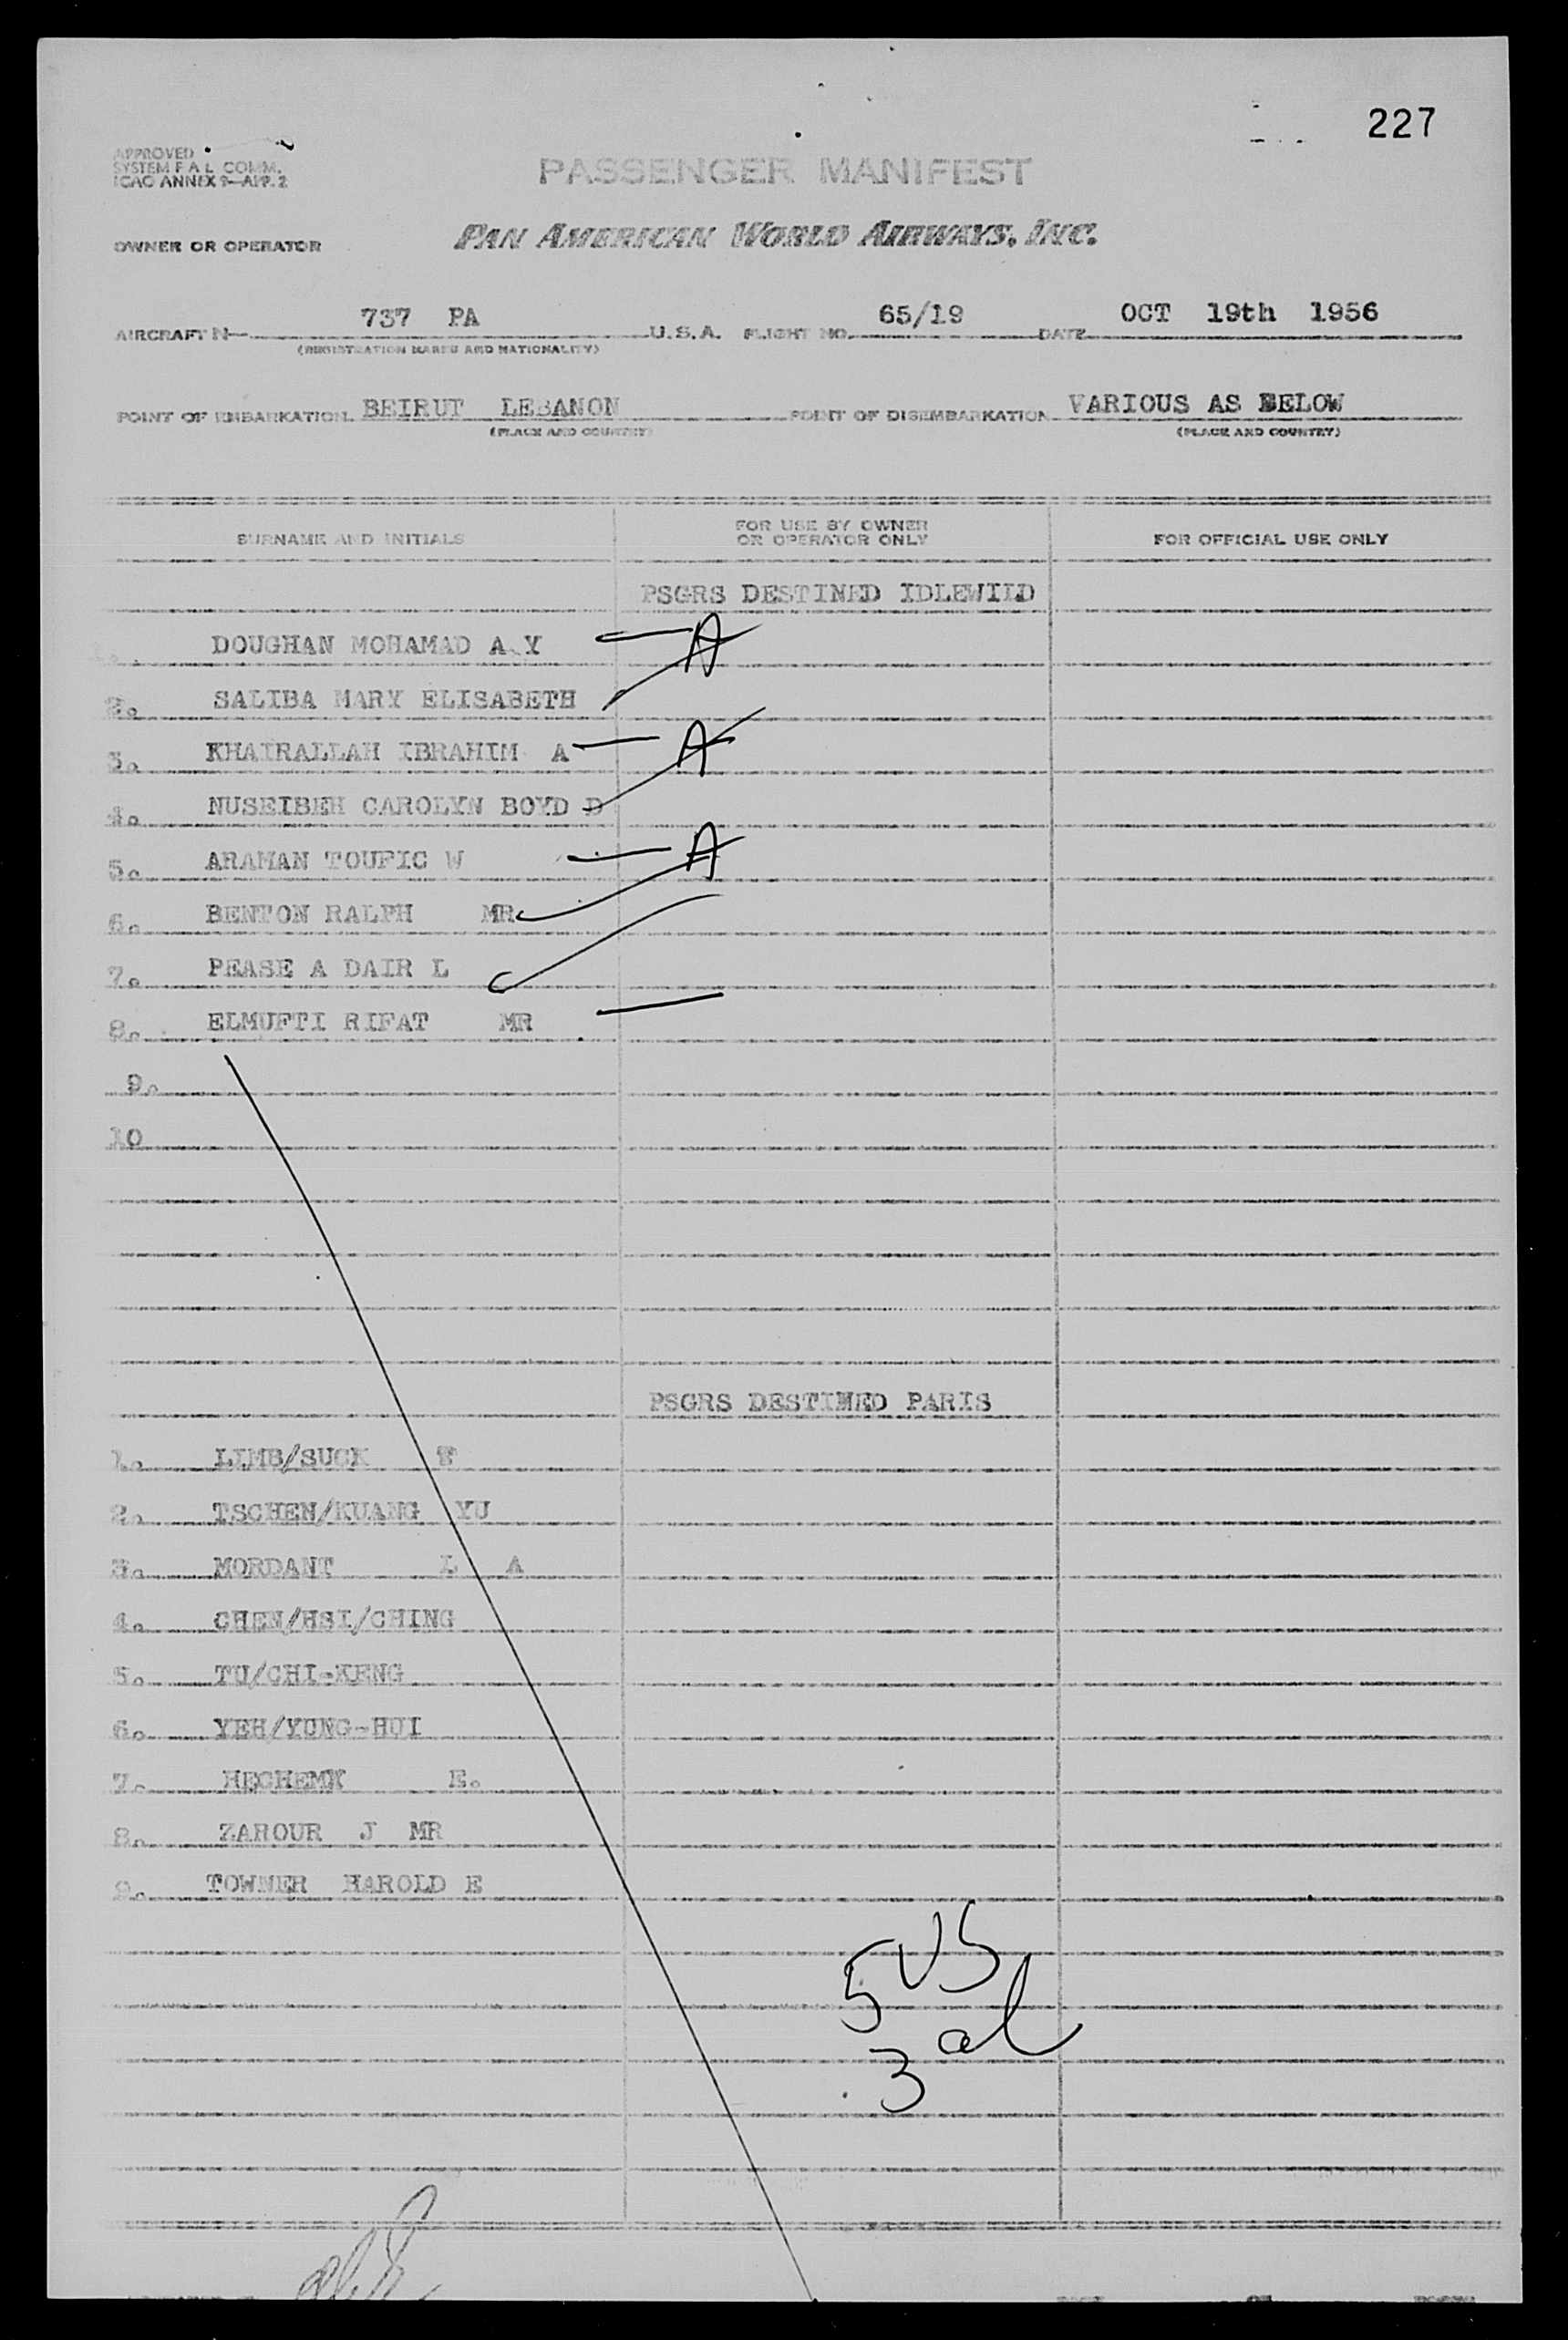 227
APPROVED
SYSTEM F A L COMM.
ICAO ANNEX 9—APP. 2
PASSENGER MANIFEST
OWNER OR OPERATOR PAN AMERICAN WORLD AIRWAYS, INC.
AIRCRAFT N— 737 PA U.S.A. FLIGHT NO. 65/19 DATE OCT 19th 1956
(REGISTRATION MARKS AND NATIONALITY)
POINT OF EMBARKATION BEIRUT LEBANON POINT OF DISEMBARKATION VARIOUS AS BELOW
(PLACE AND COUNTRY) (PLACE AND COUNTRY)
SURNAME AND INITIALS FOR USE BY OWNER OR OPERATOR ONLY FOR OFFICIAL USE ONLY
PSGRS DESTINED IDLEWILD
1. DOUGHAN MOHAMAD A.Y A
2. SALIBA MARY ELISABETH
3. KHAIRALLAH IBRAHIM A A
4. NUSEIBEH CAROLYN BOYD D
5. ARAMAN TOUFIC W A
6. BENTON RALPH MR
7. PEASE A DAIR L
8. ELMUFTI RIFAT MR
9.
10
PSGRS DESTINED PARIS
1. LIMB/SUCK
2. TSCHEN/KUANG YU
3. MORDANT L A
4. CHEN/HSI/CHING
5. TU/CHI-KENG
6. YEH/YUNG-HUI
7. HECHEMK E.
8. ZAROUR J MR
9. TOWNER HAROLD E
5 US
3 al